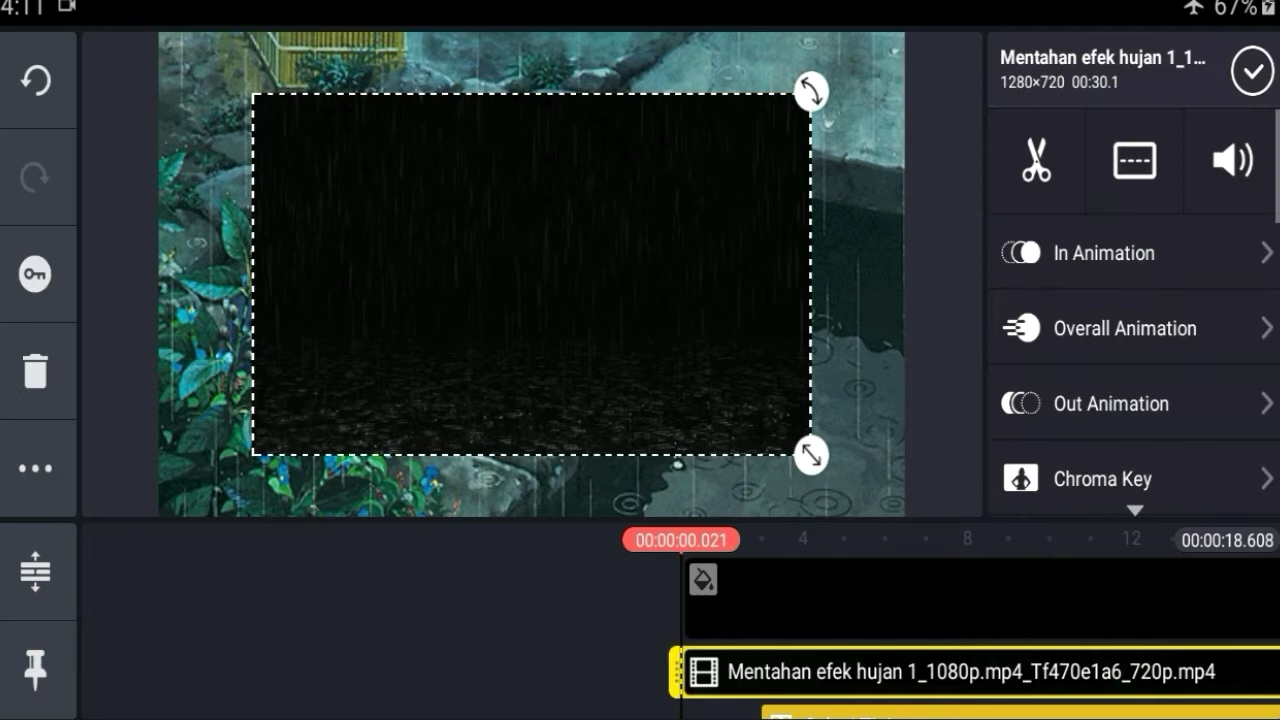 4:11
67%
Mentahan efek hujan 1_1...
1280×720 00:30.1
In Animation
Overall Animation
Out Animation
Chroma Key
00:00:00.021
4
8
12
00:00:18.608
Mentahan efek hujan 1_1080p.mp4_Tf470e1a6_720p.mp4